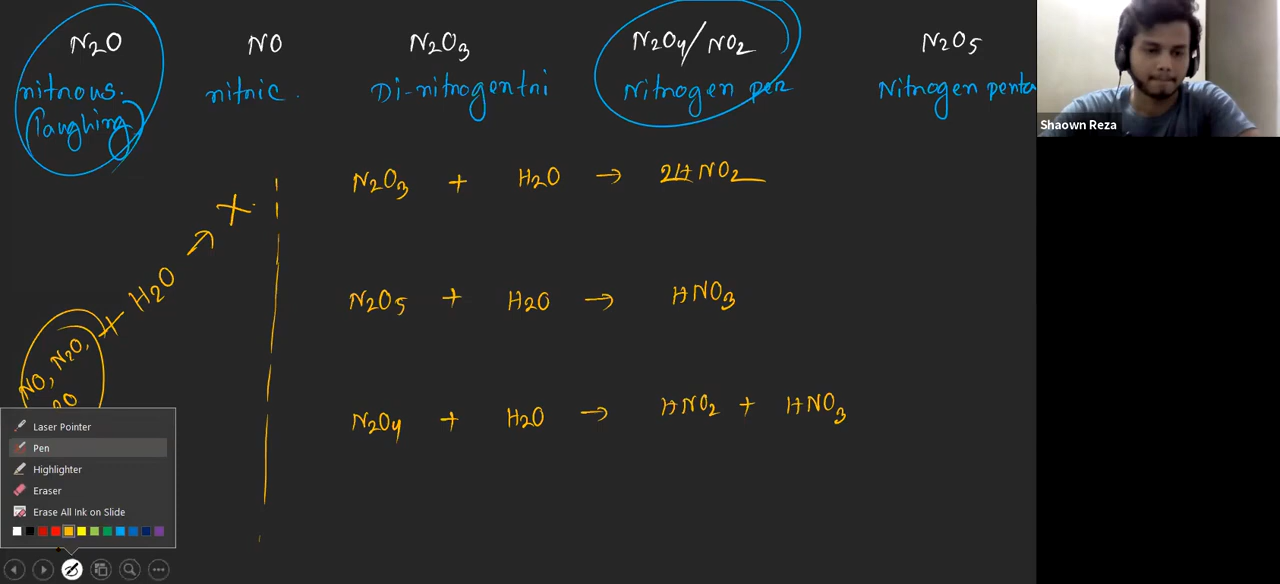 N2O NO N2O3 N2O4/NO2 N2O5
nitrous. nitric. Di-nitrogentri Nitrogen per Nitrogen penta
Laughing
Shaown Reza
N2O3 + H2O → 2HNO2
N2O5 + H2O → HNO3
N2O4 + H2O → HNO2 + HNO3
NO, N2O, + H2O → X
Laser Pointer
Pen
Highlighter
Eraser
Erase All Ink on Slide